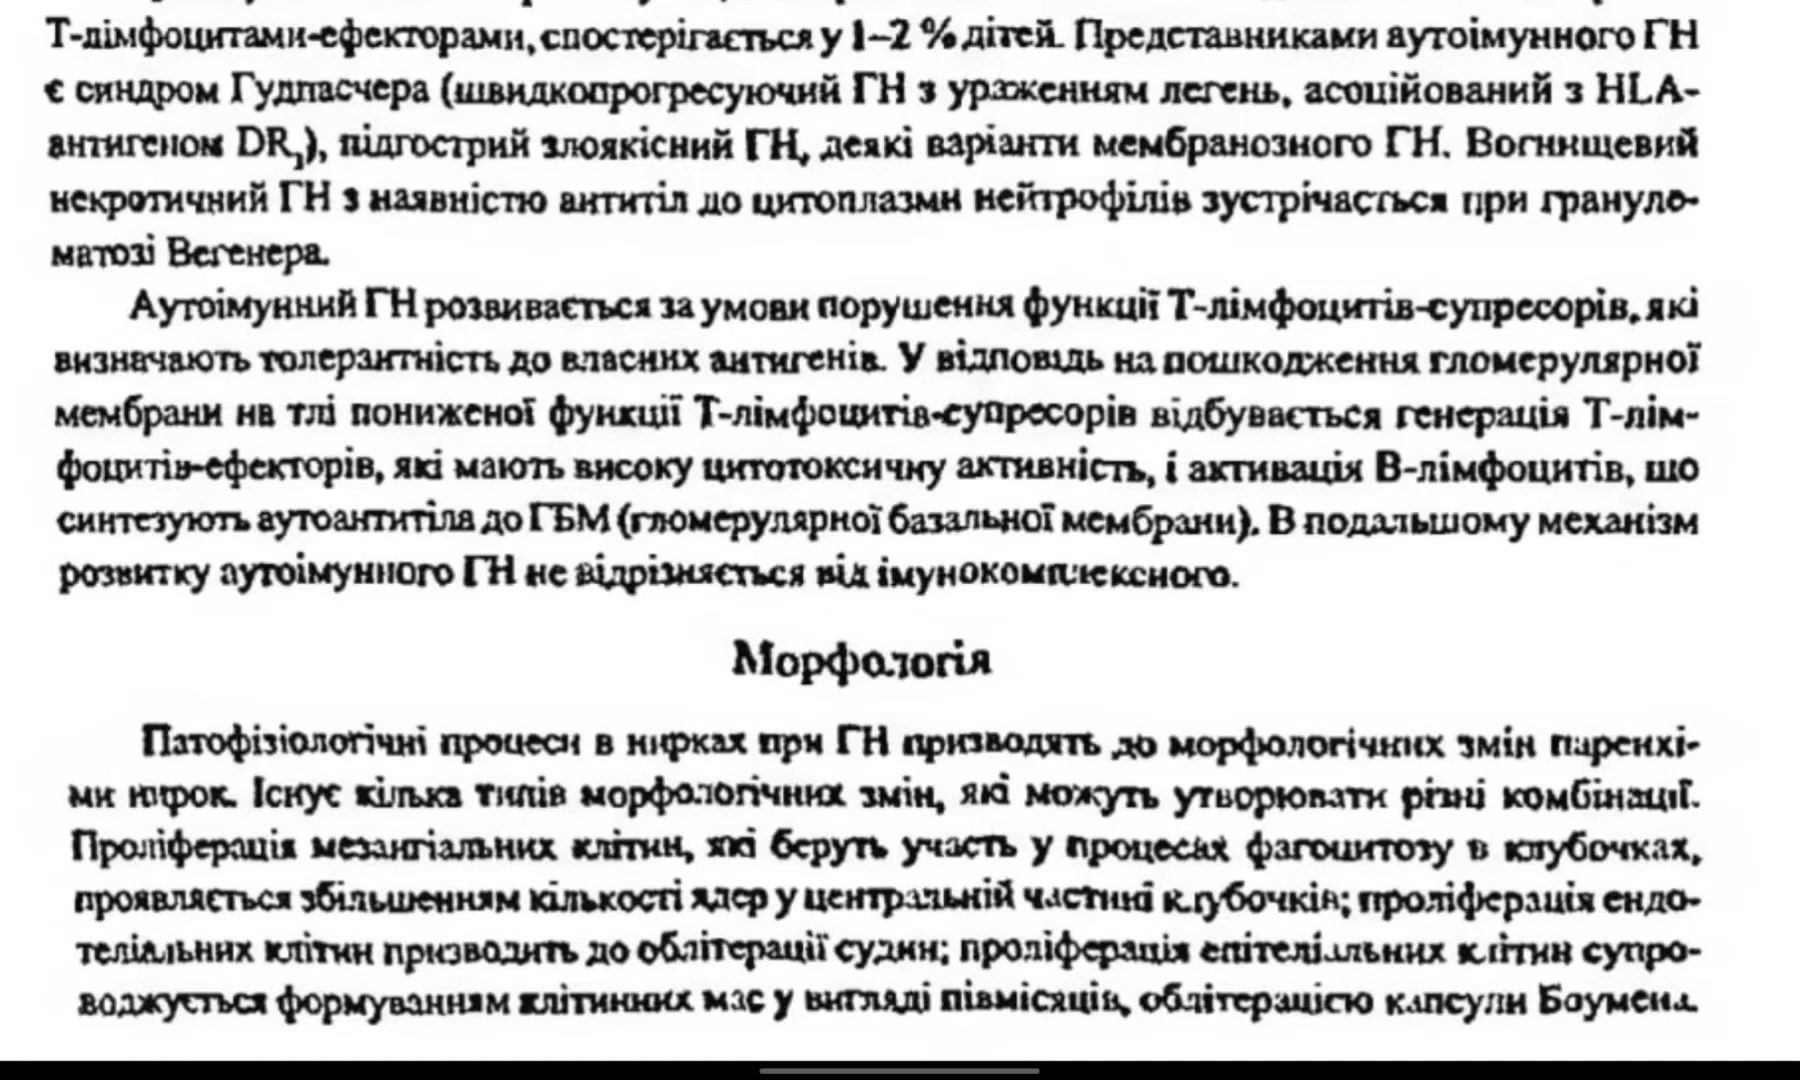 Т-лімфоцитами-ефекторами, спостерігається у 1–2 % дітей. Представниками аутоімунного ГН
є синдром Гудпасчера (швидкопрогресуючий ГН з ураженням легень, асоційований з HLA-
антигеном DR₃), підгострий злоякісний ГН, деякі варіанти мембранозного ГН. Вогнищевий
некротичний ГН з наявністю антитіл до цитоплазми нейтрофілів зустрічається при грануло-
матозі Вегенера.
Аутоімунний ГН розвивається за умови порушення функції Т-лімфоцитів-супресорів, які
визначають толерантність до власних антигенів. У відповідь на пошкодження гломерулярної
мембрани на тлі пониженої функції Т-лімфоцитів-супресорів відбувається генерація Т-лім-
фоцитів-ефекторів, які мають високу цитотоксичну активність, і активація В-лімфоцитів, що
синтезують аутоантитіла до ГБМ (гломерулярної базальної мембрани). В подальшому механізм
розвитку аутоімунного ГН не відрізняється від імунокомплексного.
Морфологія
Патофізіологічні процеси в нирках при ГН призводять до морфологічних змін паренхі-
ми нирок. Існує кілька типів морфологічних змін, які можуть утворювати різні комбінації.
Проліферація мезангіальних клітин, які беруть участь у процесах фагоцитозу в клубочках,
проявляється збільшенням кількості ядер у центральній частині клубочків; проліферація ендо-
теліальних клітин призводить до облітерації судин; проліферація епітеліальних клітин супро-
воджується формуванням клітинних мас у вигляді півмісяців, облітерацією капсули Боумена.